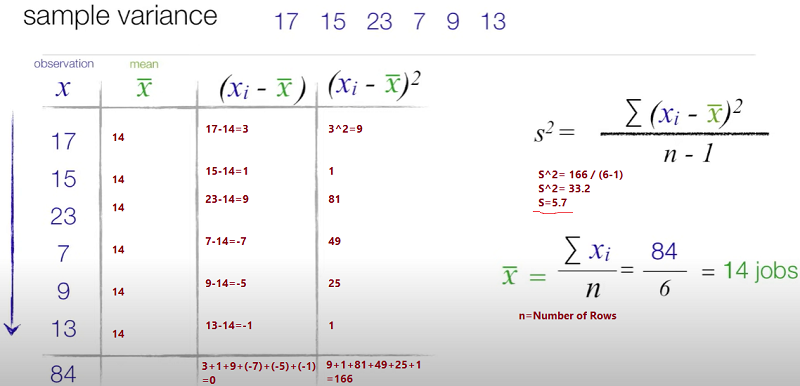 sample variance 17 15 23 7 9 13
observation mean
x x̅ (xi - x̅) (xi - x̅)²
17 14 17-14=3 3^2=9
15 14 15-14=1 1
23 14 23-14=9 81
7 14 7-14=-7 49
9 14 9-14=-5 25
13 14 13-14=-1 1
84 3+1+9+(-7)+(-5)+(-1) 9+1+81+49+25+1
=0 =166
s² = ∑ (xi - x̅)²
n - 1
S^2= 166 / (6-1)
S^2= 33.2
S=5.7
x̅ = ∑ xi / n = 84 / 6 = 14 jobs
n=Number of Rows